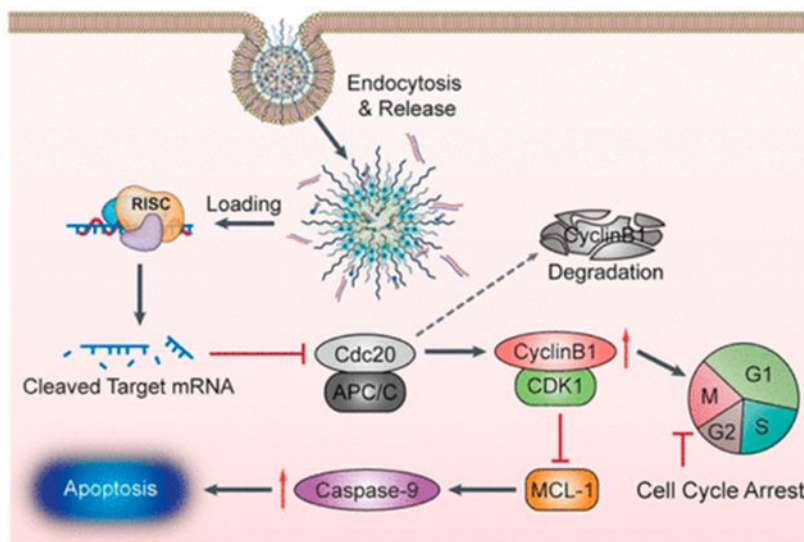 Endocytosis
& Release
RISC
Loading
CyclinB1
Degradation
Cleaved Target mRNA
Cdc20
APC/C
CyclinB1
CDK1
G1
M
G2
S
Apoptosis
Caspase-9
MCL-1
Cell Cycle Arrest